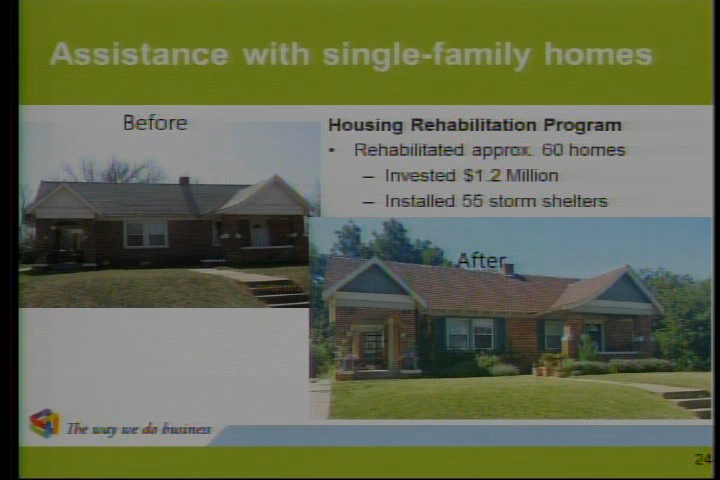 Assistance with single-family homes
Before
Housing Rehabilitation Program
• Rehabilitated approx. 60 homes
– Invested $1.2 Million
– Installed 55 storm shelters
After
The way we do business
24